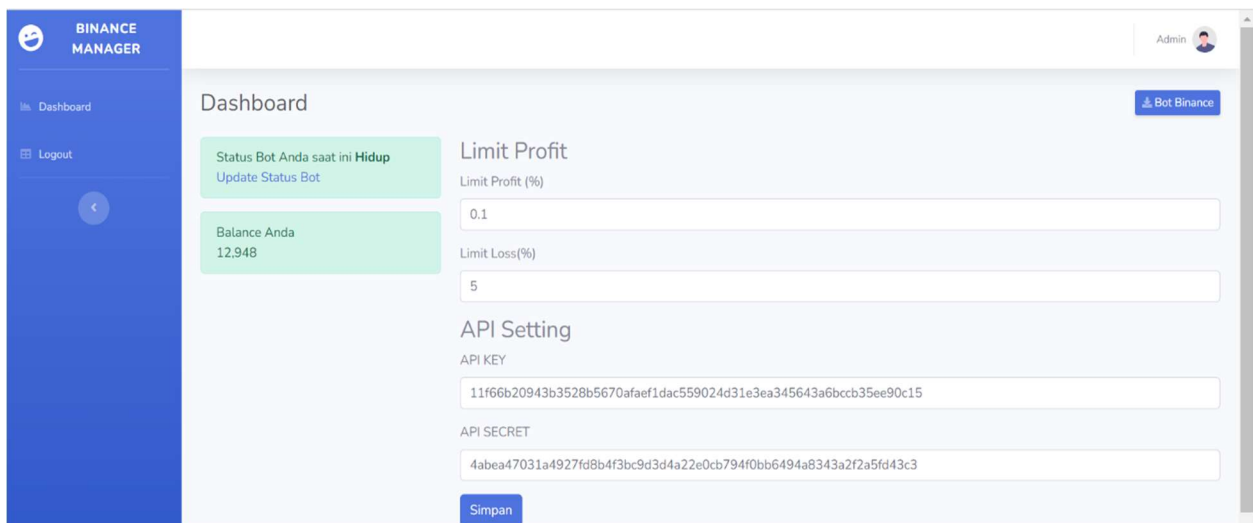 BINANCE
MANAGER
Admin
Dashboard
Logout
Dashboard
Bot Binance
Status Bot Anda saat ini Hidup
Update Status Bot
Balance Anda
12,948
Limit Profit
Limit Profit (%)
0.1
Limit Loss(%)
5
API Setting
API KEY
11f66b20943b3528b5670afaef1dac559024d31e3ea345643a6bccb35ee90c15
API SECRET
4abea47031a4927fd8b4f3bc9d3d4a22e0cb794f0bb6494a8343a2f2a5fd43c3
Simpan